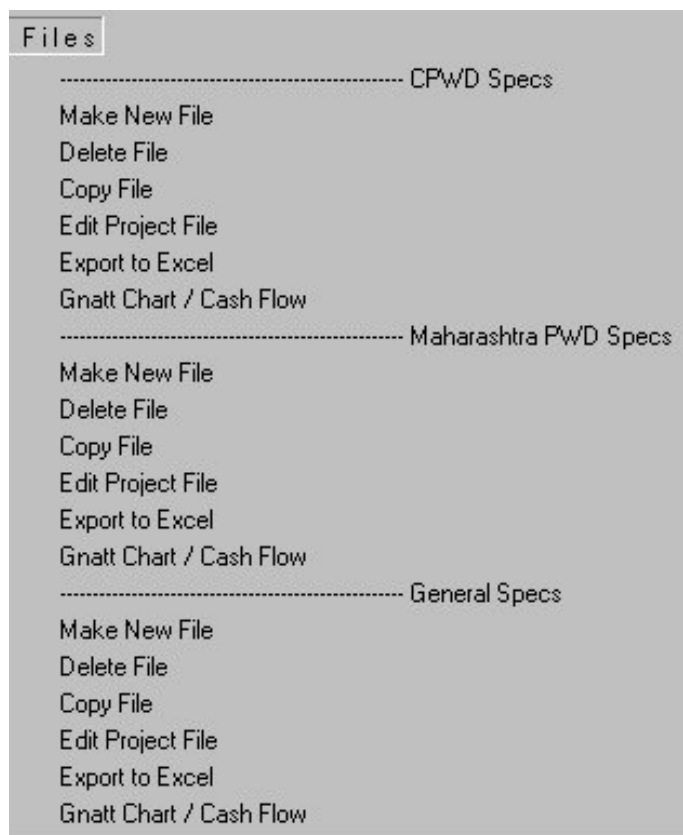 Files
-------------------------------------------- CPWD Specs
Make New File
Delete File
Copy File
Edit Project File
Export to Excel
Gnatt Chart / Cash Flow
-------------------------------------------- Maharashtra PWD Specs
Make New File
Delete File
Copy File
Edit Project File
Export to Excel
Gnatt Chart / Cash Flow
-------------------------------------------- General Specs
Make New File
Delete File
Copy File
Edit Project File
Export to Excel
Gnatt Chart / Cash Flow